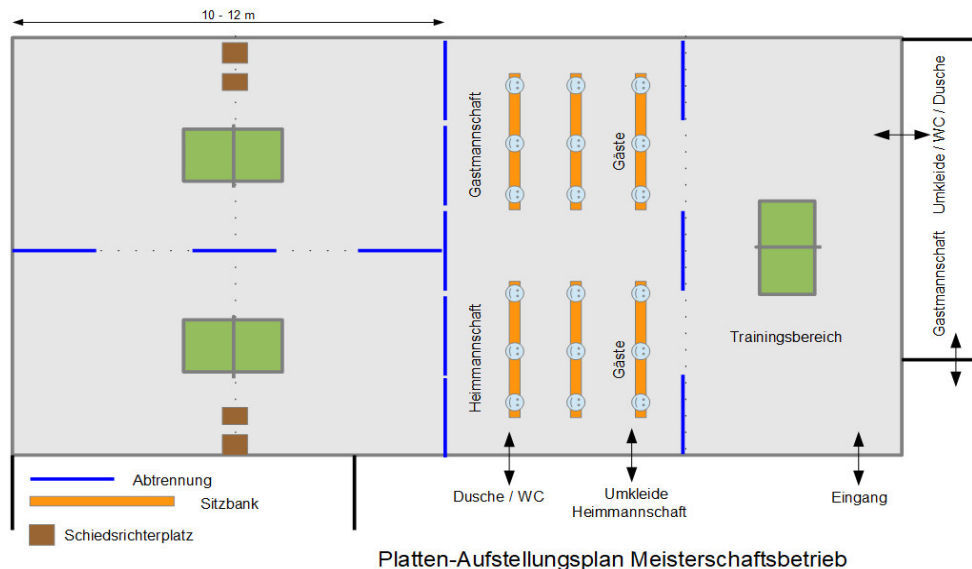 10 - 12 m
Gastmannschaft
Gäste
Gastmannschaft Umkleide / WC / Dusche
Heimmannschaft
Gäste
Trainingsbereich
Abtrennung
Sitzbank
Schiedsrichterplatz
Dusche / WC
Umkleide
Heimmannschaft
Eingang
Platten-Aufstellungsplan Meisterschaftsbetrieb